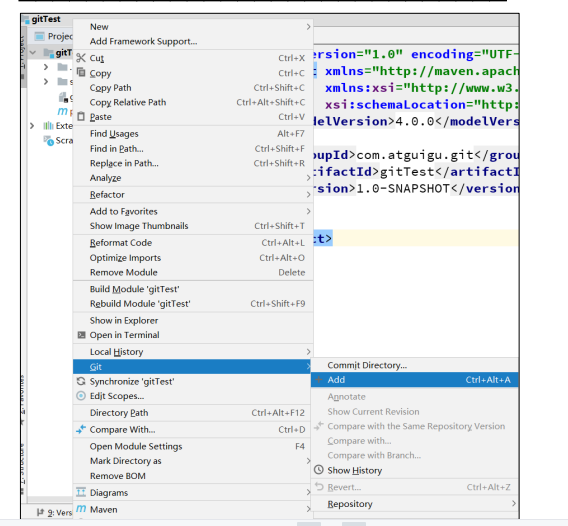 gitTest
Projec
New
Add Framework Support...
gitT
Cut Ctrl+X
Copy Ctrl+C
Copy Path Ctrl+Shift+C
Copy Relative Path Ctrl+Alt+Shift+C
Paste Ctrl+V
Exte
Scra
Find Usages Alt+F7
Find in Path... Ctrl+Shift+F
Replace in Path... Ctrl+Shift+R
Analyze
Refactor
Add to Favorites
Show Image Thumbnails Ctrl+Shift+T
Reformat Code Ctrl+Alt+L
Optimize Imports Ctrl+Alt+O
Remove Module Delete
Build Module 'gitTest'
Rebuild Module 'gitTest' Ctrl+Shift+F9
Show in Explorer
Open in Terminal
Local History
Git
Synchronize 'gitTest'
Edit Scopes...
Directory Path Ctrl+Alt+F12
Compare With... Ctrl+D
Open Module Settings F4
Mark Directory as
Remove BOM
Diagrams
Maven
9: Vers
ersion="1.0" encoding="UTF-
xmlns="http://maven.apach
xmlns:xsi="http://www.w3.
xsi:schemaLocation="http:
delVersion>4.0.0</modelVers
oupId>com.atguigu.git</grou
tifactId>gitTest</artifactI
rsion>1.0-SNAPSHOT</version
ct>
Commit Directory...
Add Ctrl+Alt+A
Annotate
Show Current Revision
Compare with the Same Repository Version
Compare with...
Compare with Branch...
Show History
Revert... Ctrl+Alt+Z
Repository